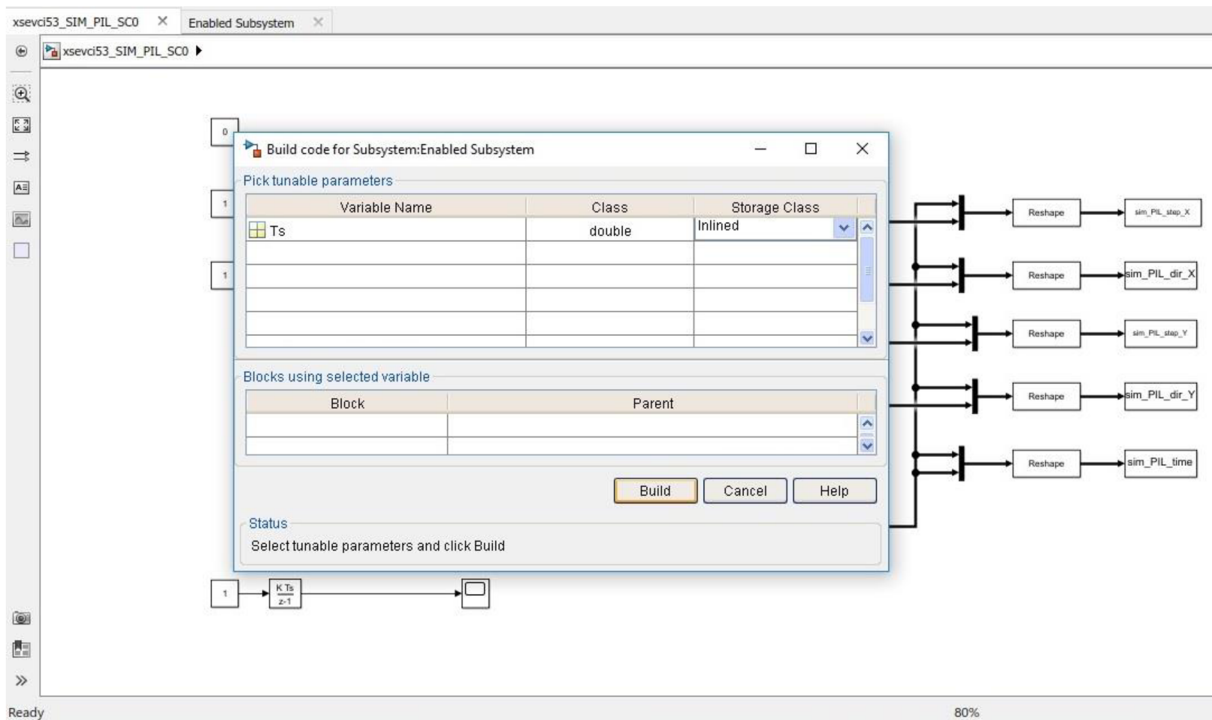 xsevci53_SIM_PIL_SC0
Enabled Subsystem
xsevci53_SIM_PIL_SC0
0
Build code for Subsystem:Enabled Subsystem
Pick tunable parameters
Variable Name Class Storage Class
Ts double Inlined
1
1
Blocks using selected variable
Block Parent
Build Cancel Help
Status
Select tunable parameters and click Build
Reshape sim_PIL_step_X
Reshape sim_PIL_dir_X
Reshape sim_PIL_step_Y
Reshape sim_PIL_dir_Y
Reshape sim_PIL_time
1
K Ts
z-1
Ready 80%